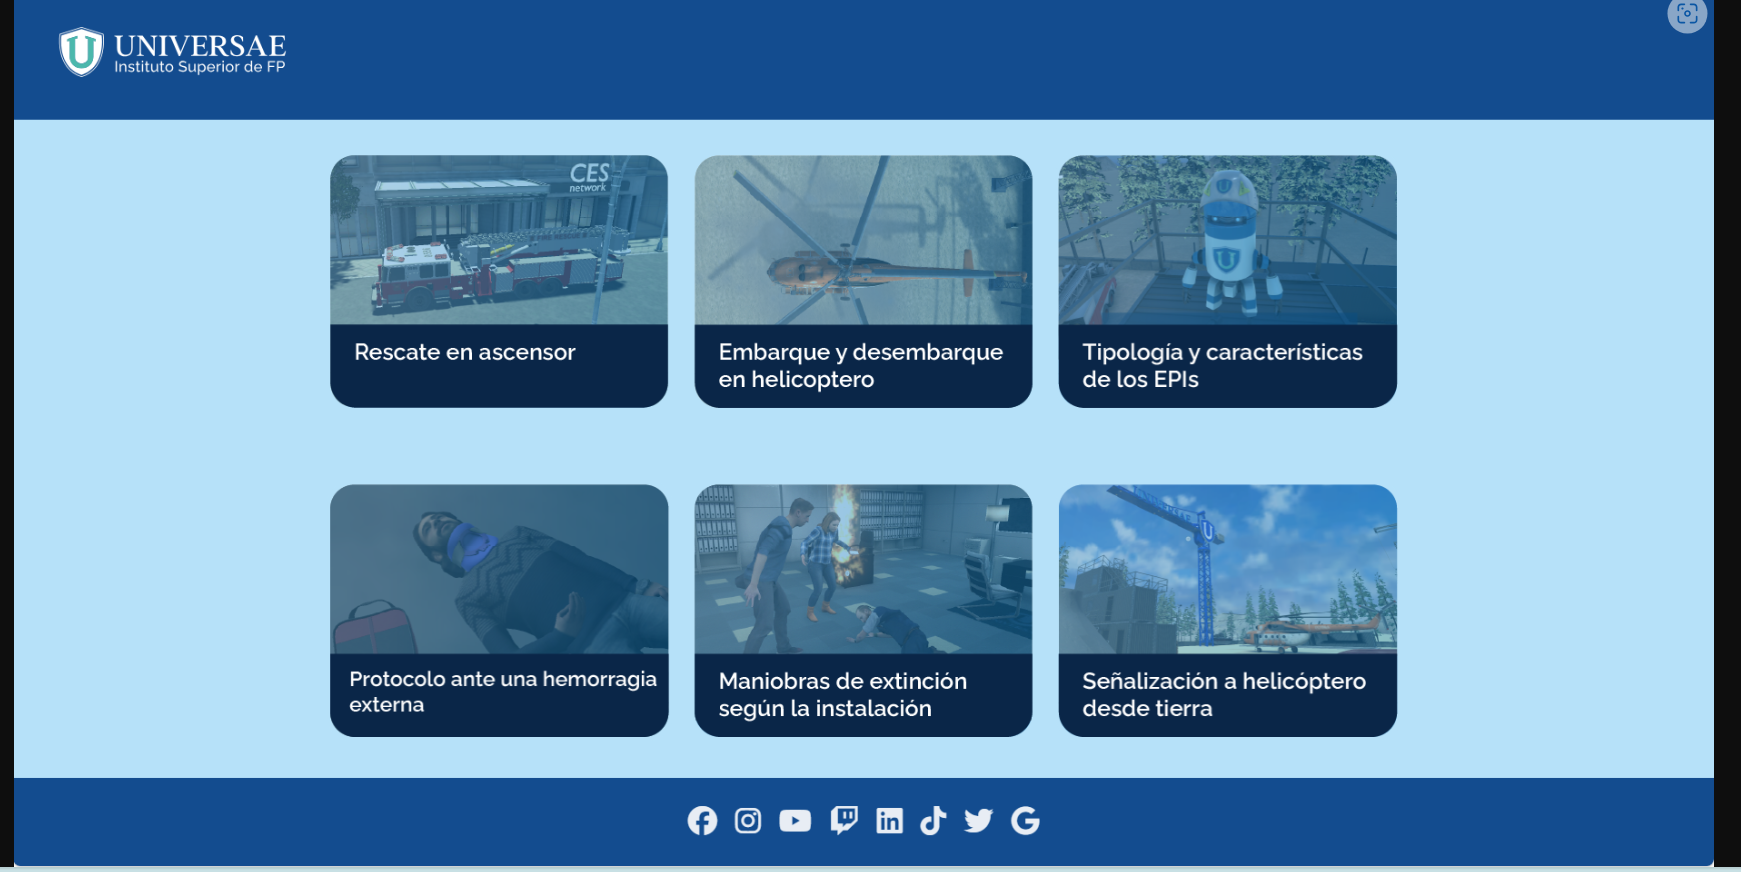 UNIVERSAE
Instituto Superior de FP
CES
network
Rescate en ascensor
Embarque y desembarque
en helicoptero
Tipología y características
de los EPIs
Protocolo ante una hemorragia
externa
Maniobras de extinción
según la instalación
Señalización a helicóptero
desde tierra